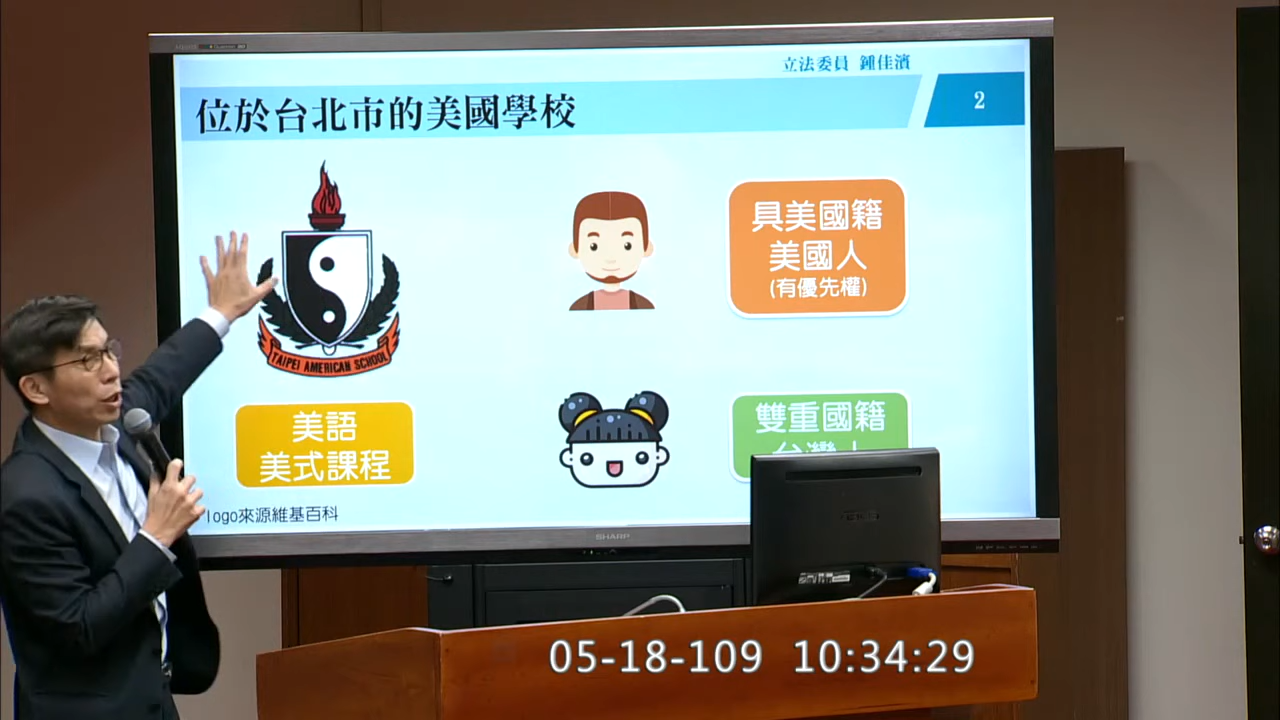 立法委員 鍾佳濱
位於台北市的美國學校
2
TAIPEI AMERICAN SCHOOL
具美國籍
美國人
(有優先權)
美語
美式課程
雙重國籍
台灣人
logo來源維基百科
SHARP
05-18-109 10:34:29